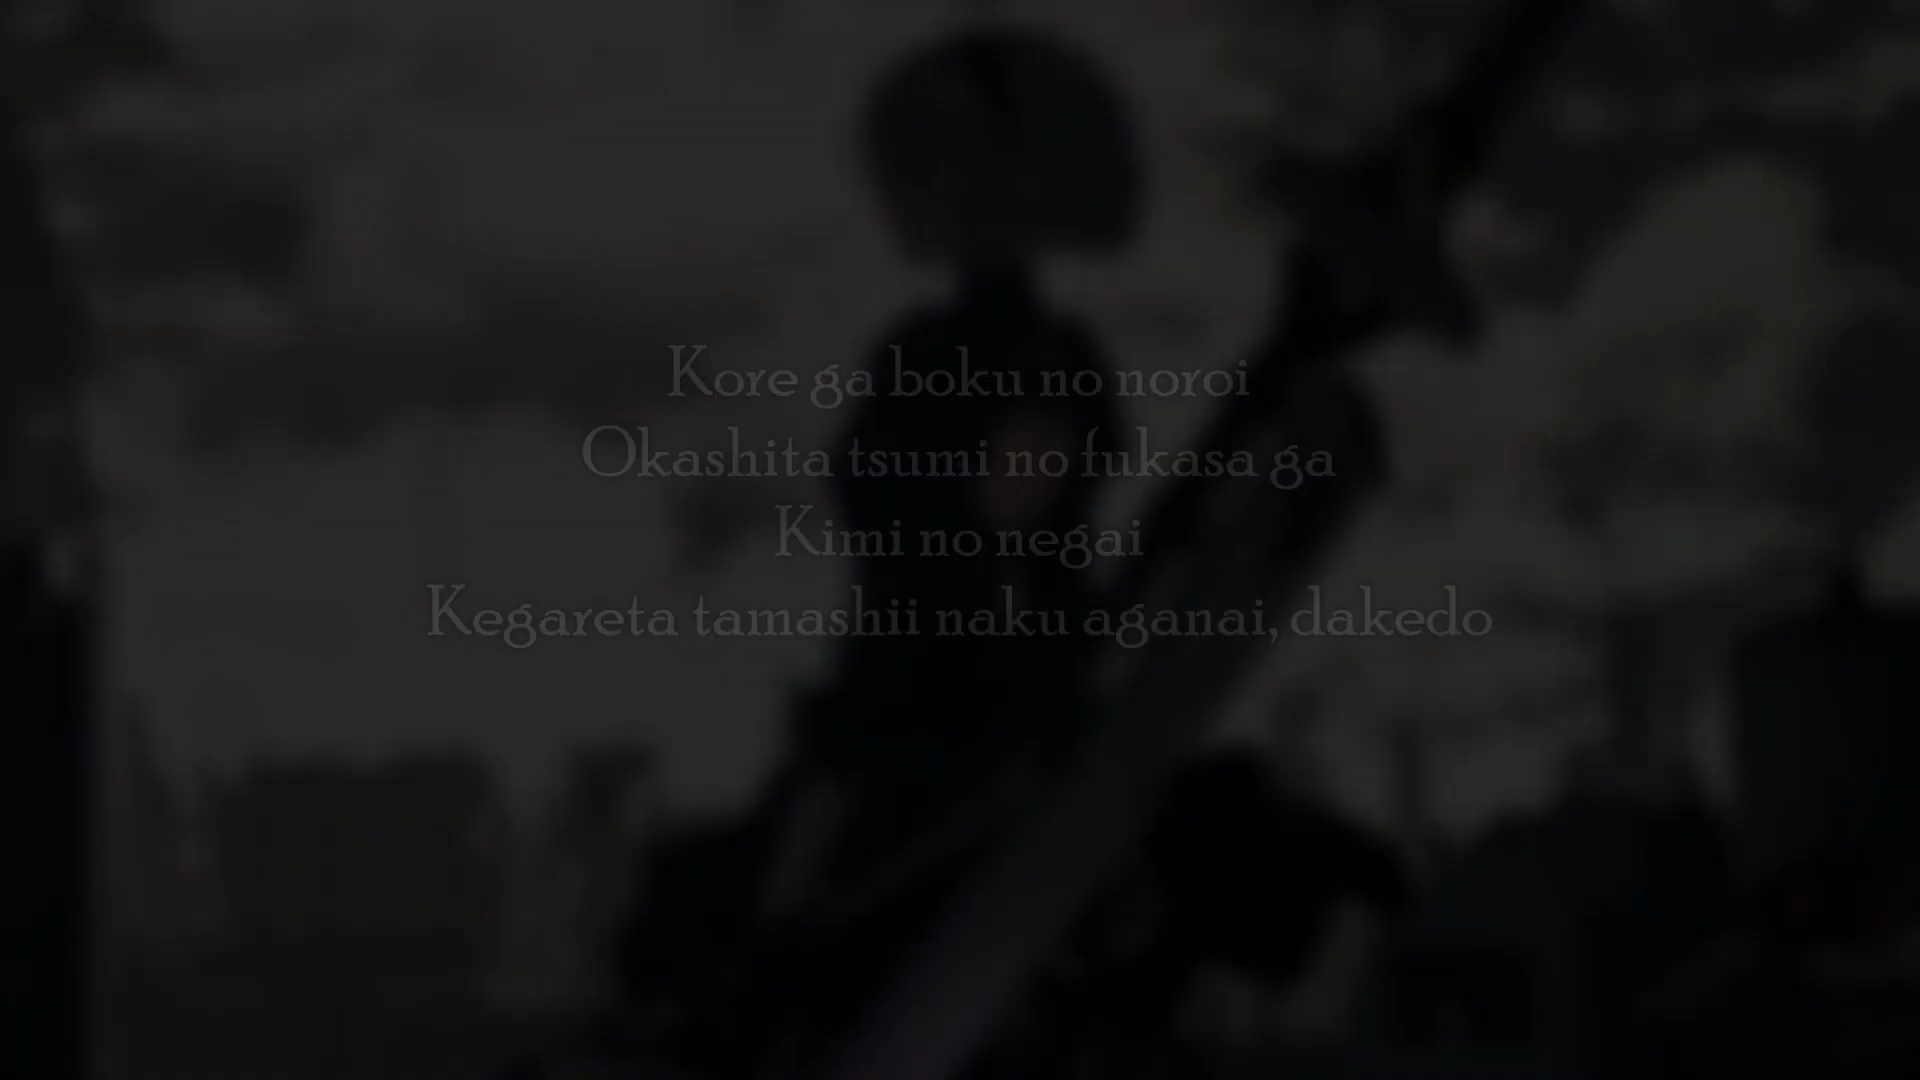 Kore ga boku no noroi
Okashita tsumi no fukasa ga
Kimi no negai
Kegareta tamashii naku aganai, dakedo